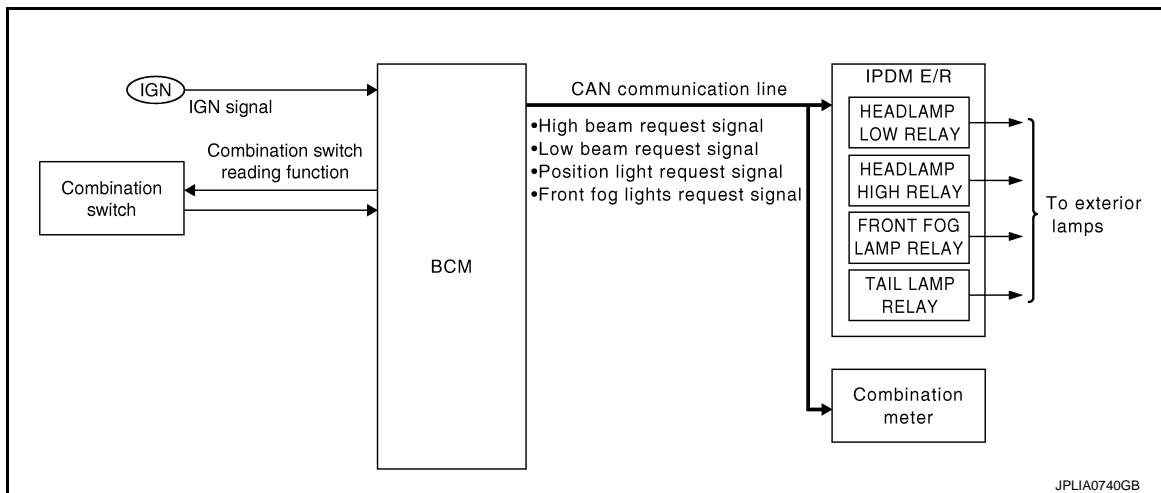 IGN
IGN signal
Combination switch
reading function
Combination
switch
BCM
CAN communication line
•High beam request signal
•Low beam request signal
•Position light request signal
•Front fog lights request signal
IPDM E/R
HEADLAMP
LOW RELAY
HEADLAMP
HIGH RELAY
FRONT FOG
LAMP RELAY
TAIL LAMP
RELAY
To exterior
lamps
Combination
meter
JPLIA0740GB